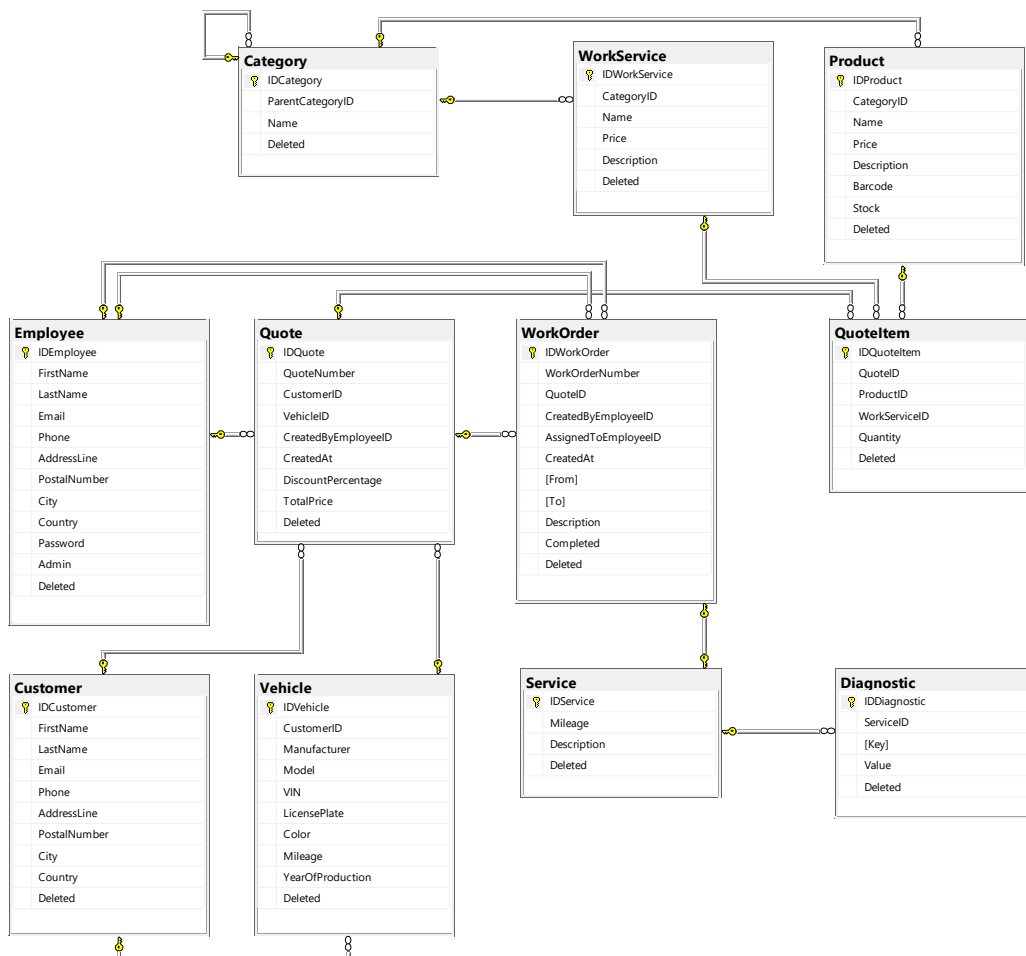 Category
IDCategory
ParentCategoryID
Name
Deleted
WorkService
IDWorkService
CategoryID
Name
Price
Description
Deleted
Product
IDProduct
CategoryID
Name
Price
Description
Barcode
Stock
Deleted
Employee
IDEmployee
FirstName
LastName
Email
Phone
AddressLine
PostalNumber
City
Country
Password
Admin
Deleted
Quote
IDQuote
QuoteNumber
CustomerID
VehicleID
CreatedByEmployeeID
CreatedAt
DiscountPercentage
TotalPrice
Deleted
WorkOrder
IDWorkOrder
WorkOrderNumber
QuoteID
CreatedByEmployeeID
AssignedToEmployeeID
CreatedAt
[From]
[To]
Description
Completed
Deleted
QuoteItem
IDQuoteItem
QuoteID
ProductID
WorkServiceID
Quantity
Deleted
Customer
IDCustomer
FirstName
LastName
Email
Phone
AddressLine
PostalNumber
City
Country
Deleted
Vehicle
IDVehicle
CustomerID
Manufacturer
Model
VIN
LicensePlate
Color
Mileage
YearOfProduction
Deleted
Service
IDService
Mileage
Description
Deleted
Diagnostic
IDDiagnostic
ServiceID
[Key]
Value
Deleted